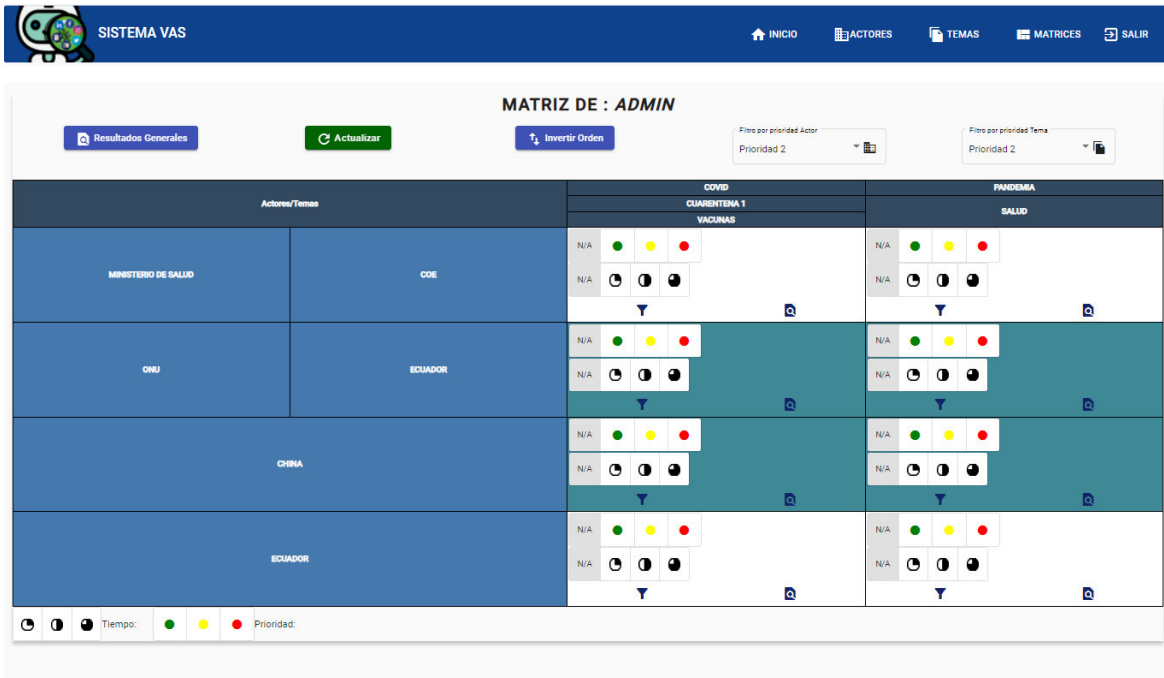 SISTEMA VAS
INICIO ACTORES TEMAS MATRICES SALIR
MATRIZ DE : ADMIN
Resultados Generales Actualizar Invertir Orden
Filtro por prioridad Actor Filtro por prioridad Tema
Prioridad 2 Prioridad 2
Actores/Temas
COVID PANDEMIA
CUARENTENA 1
SALUD
VACUNAS
N/A N/A
MINISTERIO DE SALUD COE
N/A N/A
N/A N/A
ONU ECUADOR
N/A N/A
N/A N/A
CHINA
N/A N/A
N/A N/A
ECUADOR
N/A N/A
Tiempo: Prioridad: